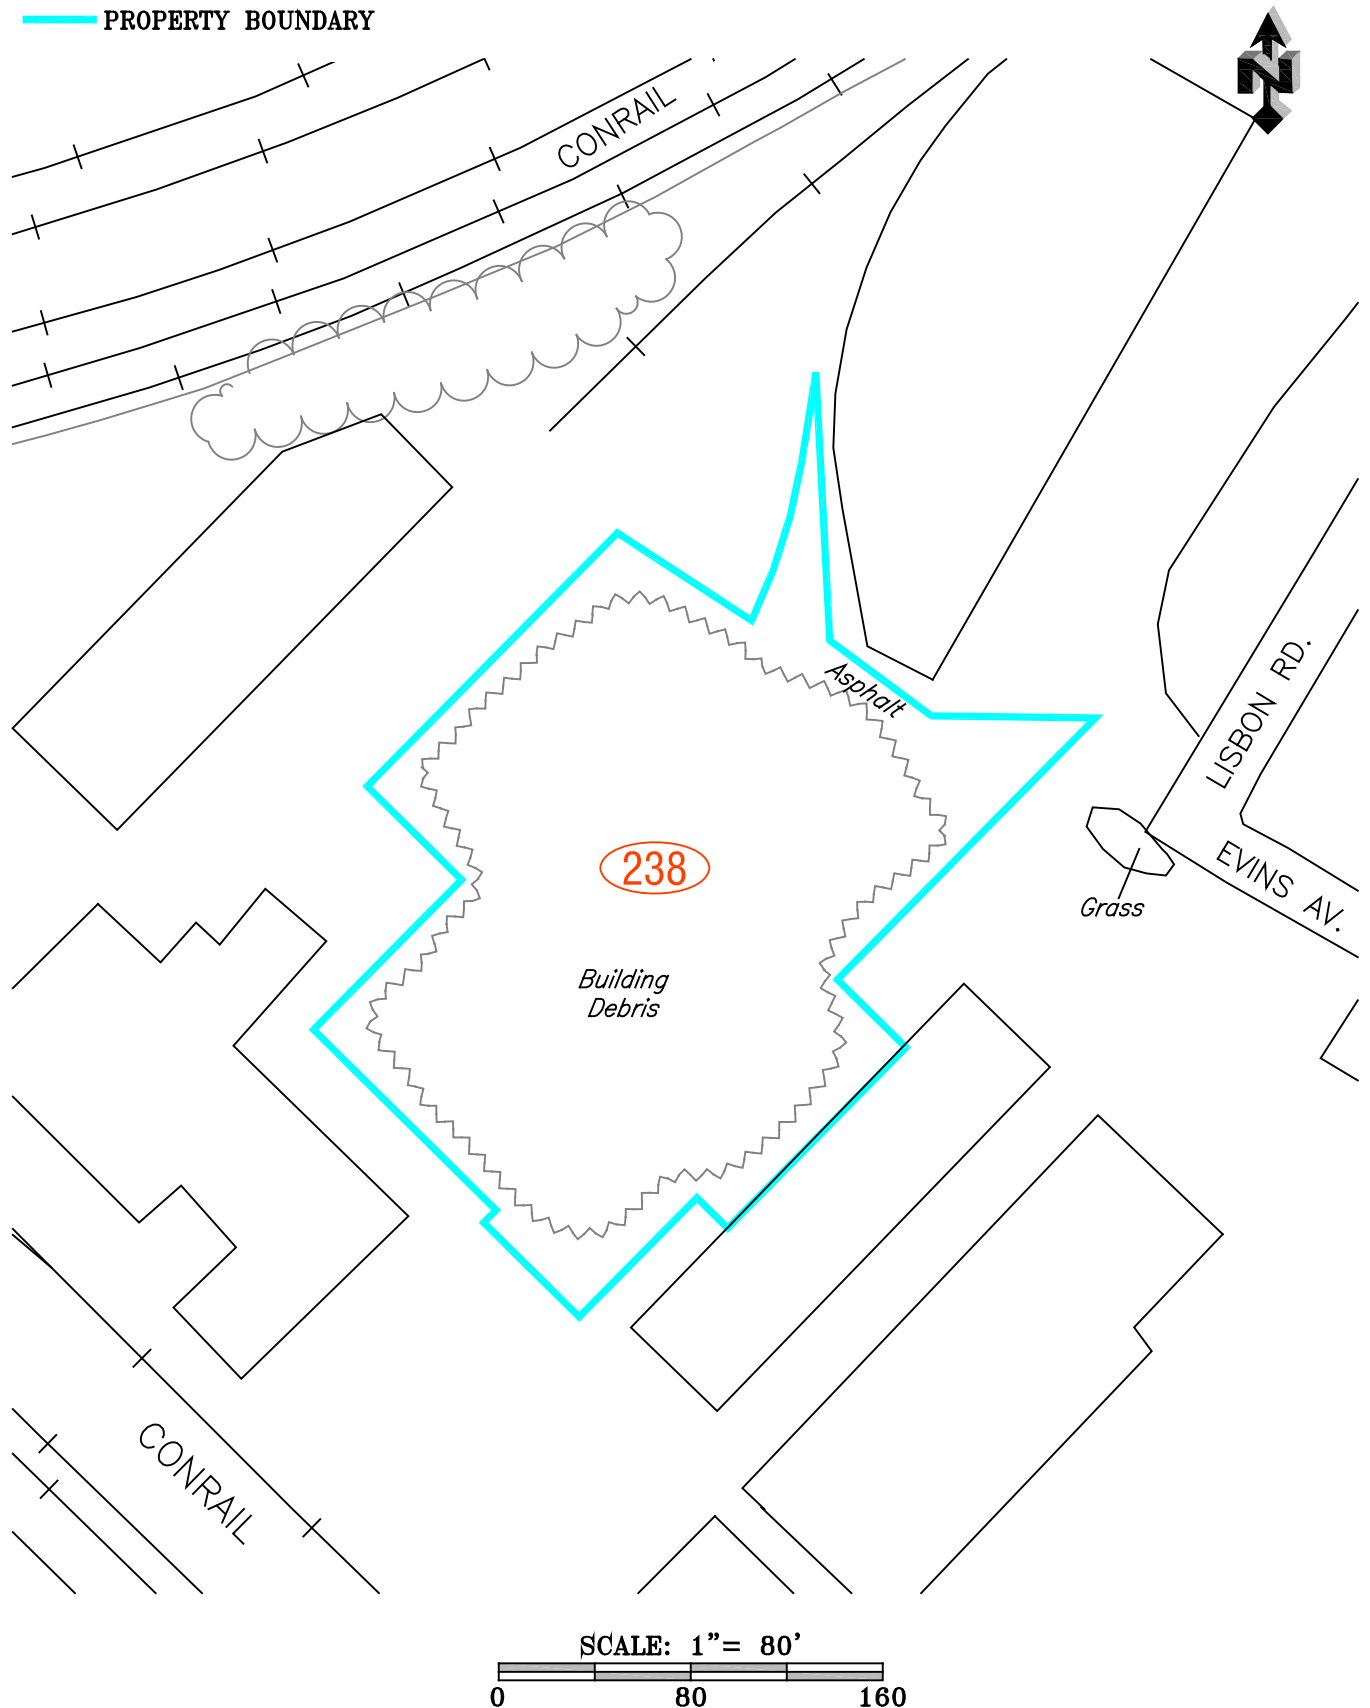 PROPERTY BOUNDARY
N
CONRAIL
Asphalt
LISBON RD.
238
EVINS AV.
Grass
Building
Debris
CONRAIL
SCALE: 1"= 80'
0 80 160